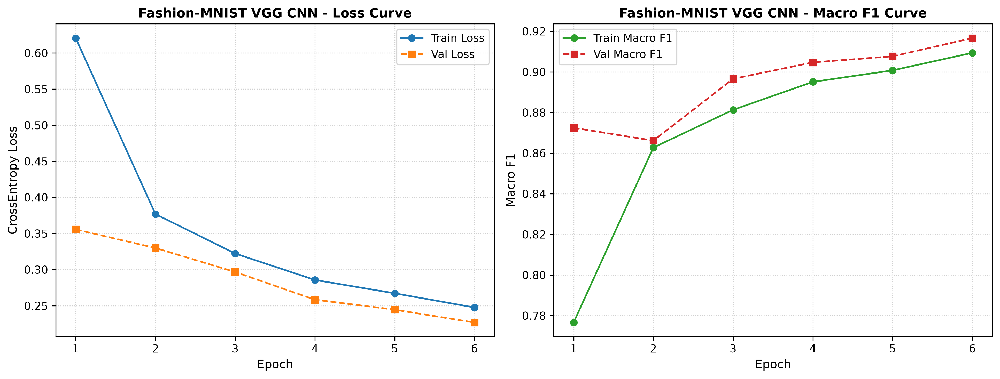 Fashion-MNIST VGG CNN - Loss Curve
Train Loss
Val Loss
CrossEntropy Loss
0.60
0.55
0.50
0.45
0.40
0.35
0.30
0.25
1 2 3 4 5 6
Epoch
Fashion-MNIST VGG CNN - Macro F1 Curve
Train Macro F1
Val Macro F1
Macro F1
0.92
0.90
0.88
0.86
0.84
0.82
0.80
0.78
1 2 3 4 5 6
Epoch